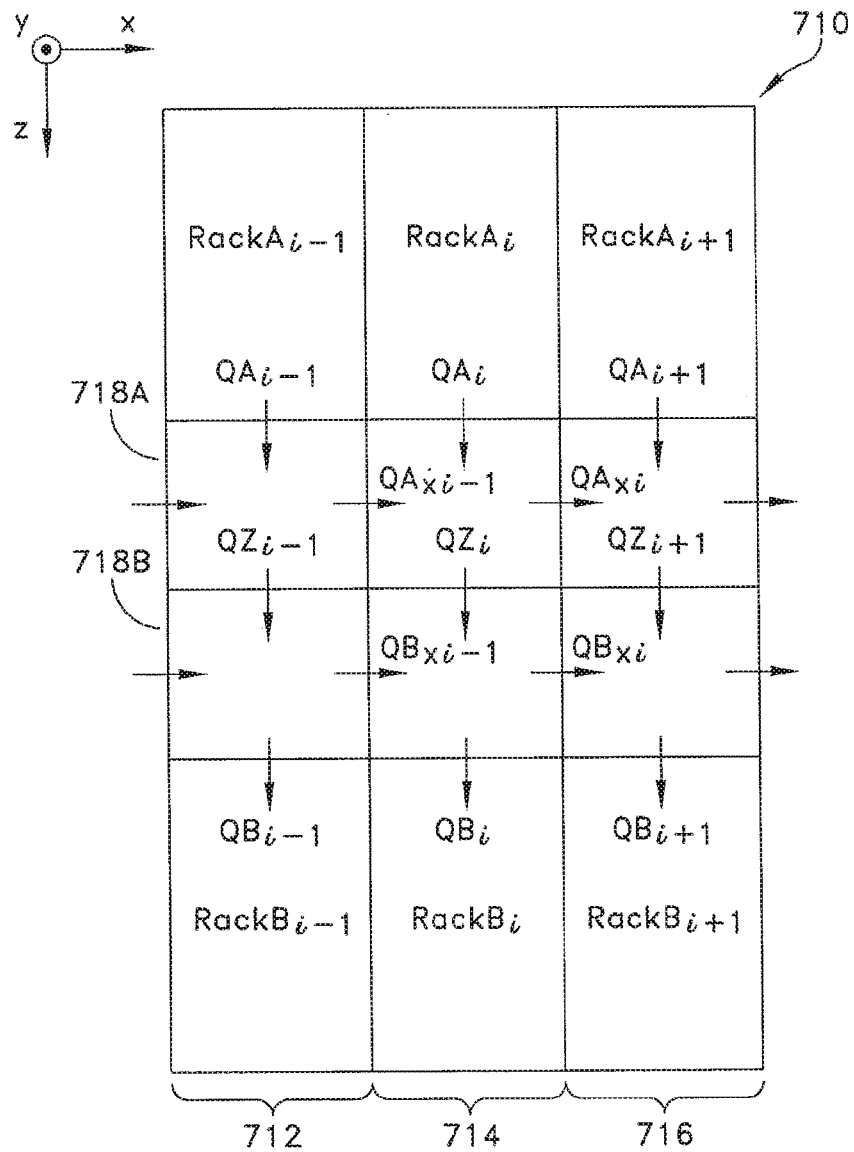 y x 710
z
RackAi-1 RackAi RackAi+1
QAi-1 QAi QAi+1
718A
QAxi-1 QAxi
QZi-1 QZi QZi+1
718B
QBxi-1 QBxi
QBi-1 QBi QBi+1
RackBi-1 RackBi RackBi+1
712 714 716